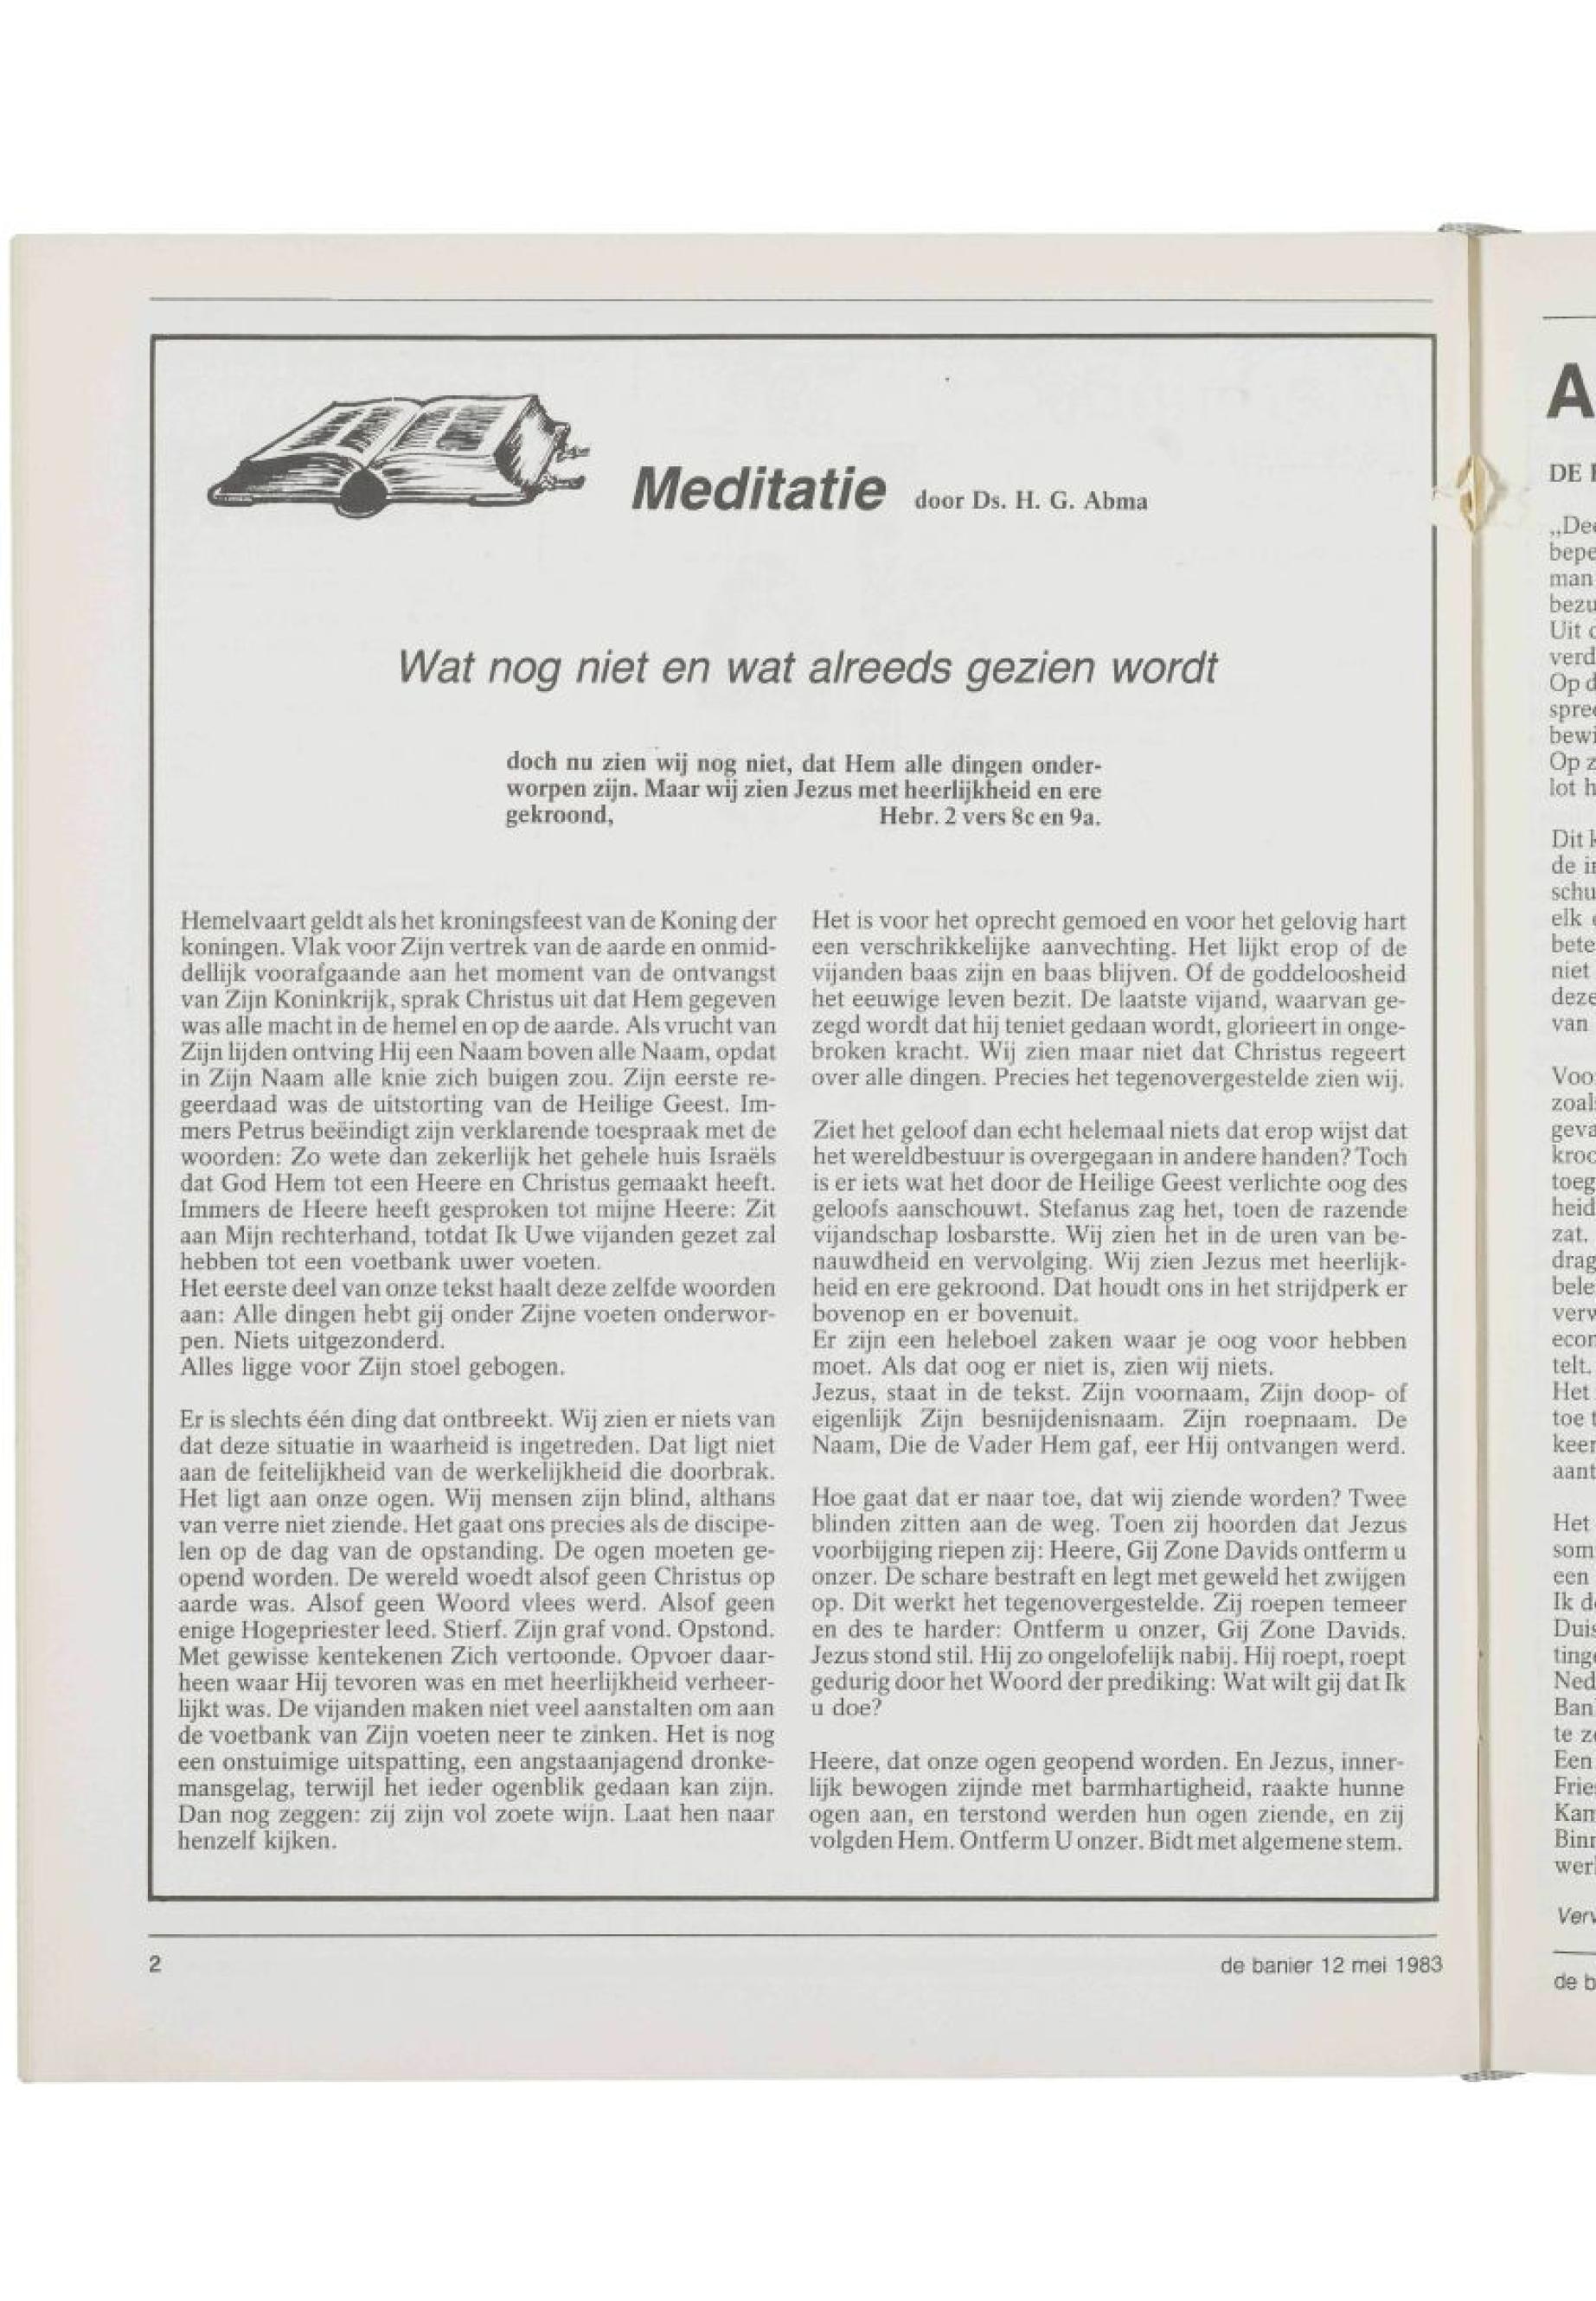 Meditatie door Ds. H. G. Abma
Wat nog niet en wat alreeds gezien wordt
doch nu zien wij nog niet, dat Hem alle dingen onder-
worpen zijn. Maar wij zien Jezus met heerlijkheid en ere
gekroond, Hebr. 2 vers 8c en 9a.
Hemelvaart geldt als het kroningsfeest van de Koning der
koningen. Vlak voor Zijn vertrek van de aarde en onmid-
dellijk voorafgaande aan het moment van de ontvangst
van Zijn Koninkrijk, sprak Christus uit dat Hem gegeven
was alle macht in de hemel en op de aarde. Als vrucht van
Zijn lijden ontving Hij een Naam boven alle Naam, opdat
in Zijn Naam alle knie zich buigen zou. Zijn eerste re-
geerdaad was de uitstorting van de Heilige Geest. Im-
mers Petrus beëindigt zijn verklarende toespraak met de
woorden: Zo wete dan zekerlijk het gehele huis Israëls
dat God Hem tot een Heere en Christus gemaakt heeft.
Immers de Heere heeft gesproken tot mijne Heere: Zit
aan Mijn rechterhand, totdat Ik Uwe vijanden gezet zal
hebben tot een voetbank uwer voeten.
Het eerste deel van onze tekst haalt deze zelfde woorden
aan: Alle dingen hebt gij onder Zijne voeten onderwor-
pen. Niets uitgezonderd.
Alles ligge voor Zijn stoel gebogen.
Er is slechts één ding dat ontbreekt. Wij zien er niets van
dat deze situatie in waarheid is ingetreden. Dat ligt niet
aan de feitelijkheid van de werkelijkheid die doorbrak.
Het ligt aan onze ogen. Wij mensen zijn blind, althans
van verre niet ziende. Het gaat ons precies als de discipe-
len op de dag van de opstanding. De ogen moeten ge-
opend worden. De wereld woedt alsof geen Christus op
aarde was. Alsof geen Woord vlees werd. Alsof geen
enige Hogepriester leed. Stierf. Zijn graf vond. Opstond.
Met gewisse kentekenen Zich vertoonde. Opvoer daar-
heen waar Hij tevoren was en met heerlijkheid verheer-
lijkt was. De vijanden maken niet veel aanstalten om aan
de voetbank van Zijn voeten neer te zinken. Het is nog
een onstuimige uitspatting, een angstaanjagend dronke-
mansgelag, terwijl het ieder ogenblik gedaan kan zijn.
Dan nog zeggen: zij zijn vol zoete wijn. Laat hen naar
henzelf kijken.
Het is voor het oprecht gemoed en voor het gelovig hart
een verschrikkelijke aanvechting. Het lijkt erop of de
vijanden baas zijn en baas blijven. Of de goddeloosheid
het eeuwige leven bezit. De laatste vijand, waarvan ge-
zegd wordt dat hij teniet gedaan wordt, glorieert in onge-
broken kracht. Wij zien maar niet dat Christus regeert
over alle dingen. Precies het tegenovergestelde zien wij.
Ziet het geloof dan echt helemaal niets dat erop wijst dat
het wereldbestuur is overgegaan in andere handen? Toch
is er iets wat het door de Heilige Geest verlichte oog des
geloofs aanschouwt. Stefanus zag het, toen de razende
vijandschap losbarstte. Wij zien het in de uren van be-
nauwdheid en vervolging. Wij zien Jezus met heerlijk-
heid en ere gekroond. Dat houdt ons in het strijdperk er
bovenop en er bovenuit.
Er zijn een heleboel zaken waar je oog voor hebben
moet. Als dat oog er niet is, zien wij niets.
Jezus, staat in de tekst. Zijn voornaam, Zijn doop- of
eigenlijk Zijn besnijdenisnaam. Zijn roepnaam. De
Naam, Die de Vader Hem gaf, eer Hij ontvangen werd.
Hoe gaat dat er naar toe, dat wij ziende worden? Twee
blinden zitten aan de weg. Toen zij hoorden dat Jezus
voorbijging riepen zij: Heere, Gij Zone Davids ontferm u
onzer. De schare bestraft en legt met geweld het zwijgen
op. Dit werkt het tegenovergestelde. Zij roepen temeer
en des te harder: Ontferm u onzer, Gij Zone Davids.
Jezus stond stil. Hij zo ongelofelijk nabij. Hij roept, roept
gedurig door het Woord der prediking: Wat wilt gij dat Ik
u doe?
Heere, dat onze ogen geopend worden. En Jezus, inner-
lijk bewogen zijnde met barmhartigheid, raakte hunne
ogen aan, en terstond werden hun ogen ziende, en zij
volgden Hem. Ontferm U onzer. Bidt met algemene stem.
2 de banier 12 mei 1983